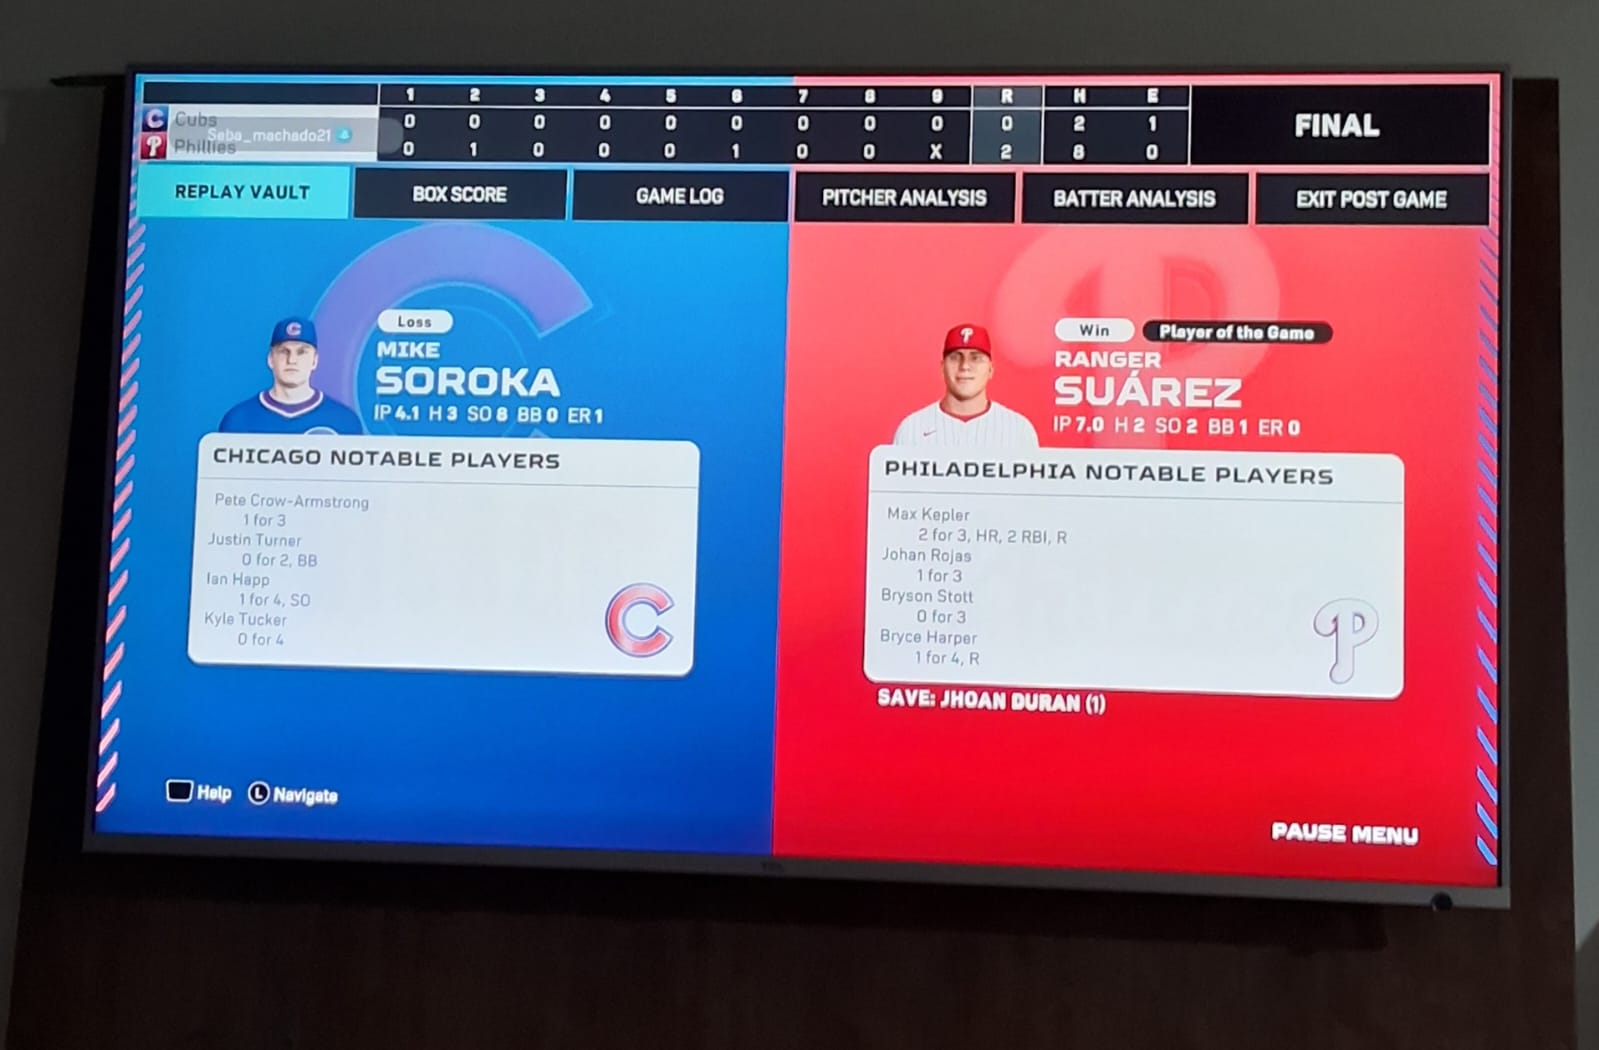 1 2 3 4 5 6 7 8 9 R H E
Cubs 0 0 0 0 0 0 0 0 0 0 2 1
Seba_machado21
Phillies 0 1 0 0 0 1 0 0 X 2 8 0
FINAL
REPLAY VAULT BOX SCORE GAME LOG PITCHER ANALYSIS BATTER ANALYSIS EXIT POST GAME
Loss
MIKE
SOROKA
IP 4.1 H 3 SO 8 BB 0 ER 1
CHICAGO NOTABLE PLAYERS
Pete Crow-Armstrong
1 for 3
Justin Turner
0 for 2, BB
Ian Happ
1 for 4, SO
Kyle Tucker
0 for 4
Win Player of the Game
RANGER
SUÁREZ
IP 7.0 H 2 SO 2 BB 1 ER 0
PHILADELPHIA NOTABLE PLAYERS
Max Kepler
2 for 3, HR, 2 RBI, R
Johan Rojas
1 for 3
Bryson Stott
0 for 3
Bryce Harper
1 for 4, R
SAVE: JHOAN DURAN (1)
Help L Navigate
PAUSE MENU